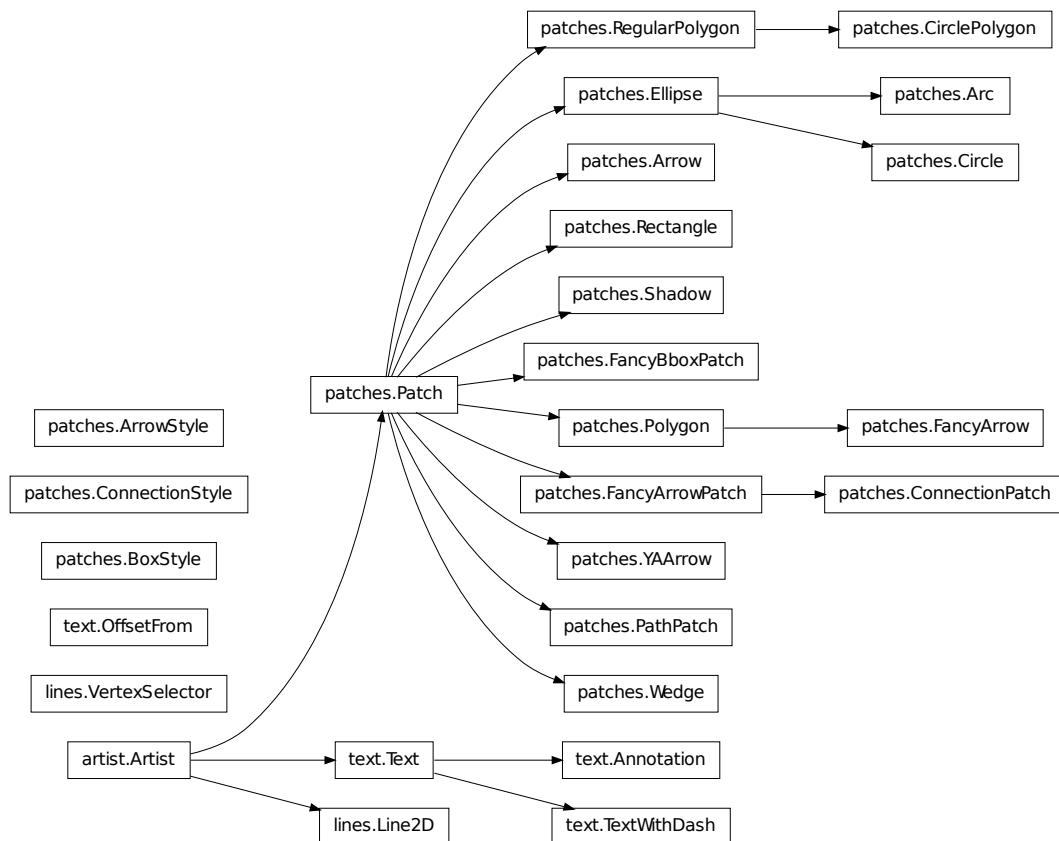 patches.RegularPolygon
patches.CirclePolygon
patches.Ellipse
patches.Arc
patches.Arrow
patches.Circle
patches.Rectangle
patches.Shadow
patches.FancyBboxPatch
patches.Patch
patches.ArrowStyle
patches.Polygon
patches.FancyArrow
patches.ConnectionStyle
patches.FancyArrowPatch
patches.ConnectionPatch
patches.BoxStyle
patches.YAArrow
text.OffsetFrom
patches.PathPatch
lines.VertexSelector
patches.Wedge
artist.Artist
text.Text
text.Annotation
lines.Line2D
text.TextWithDash